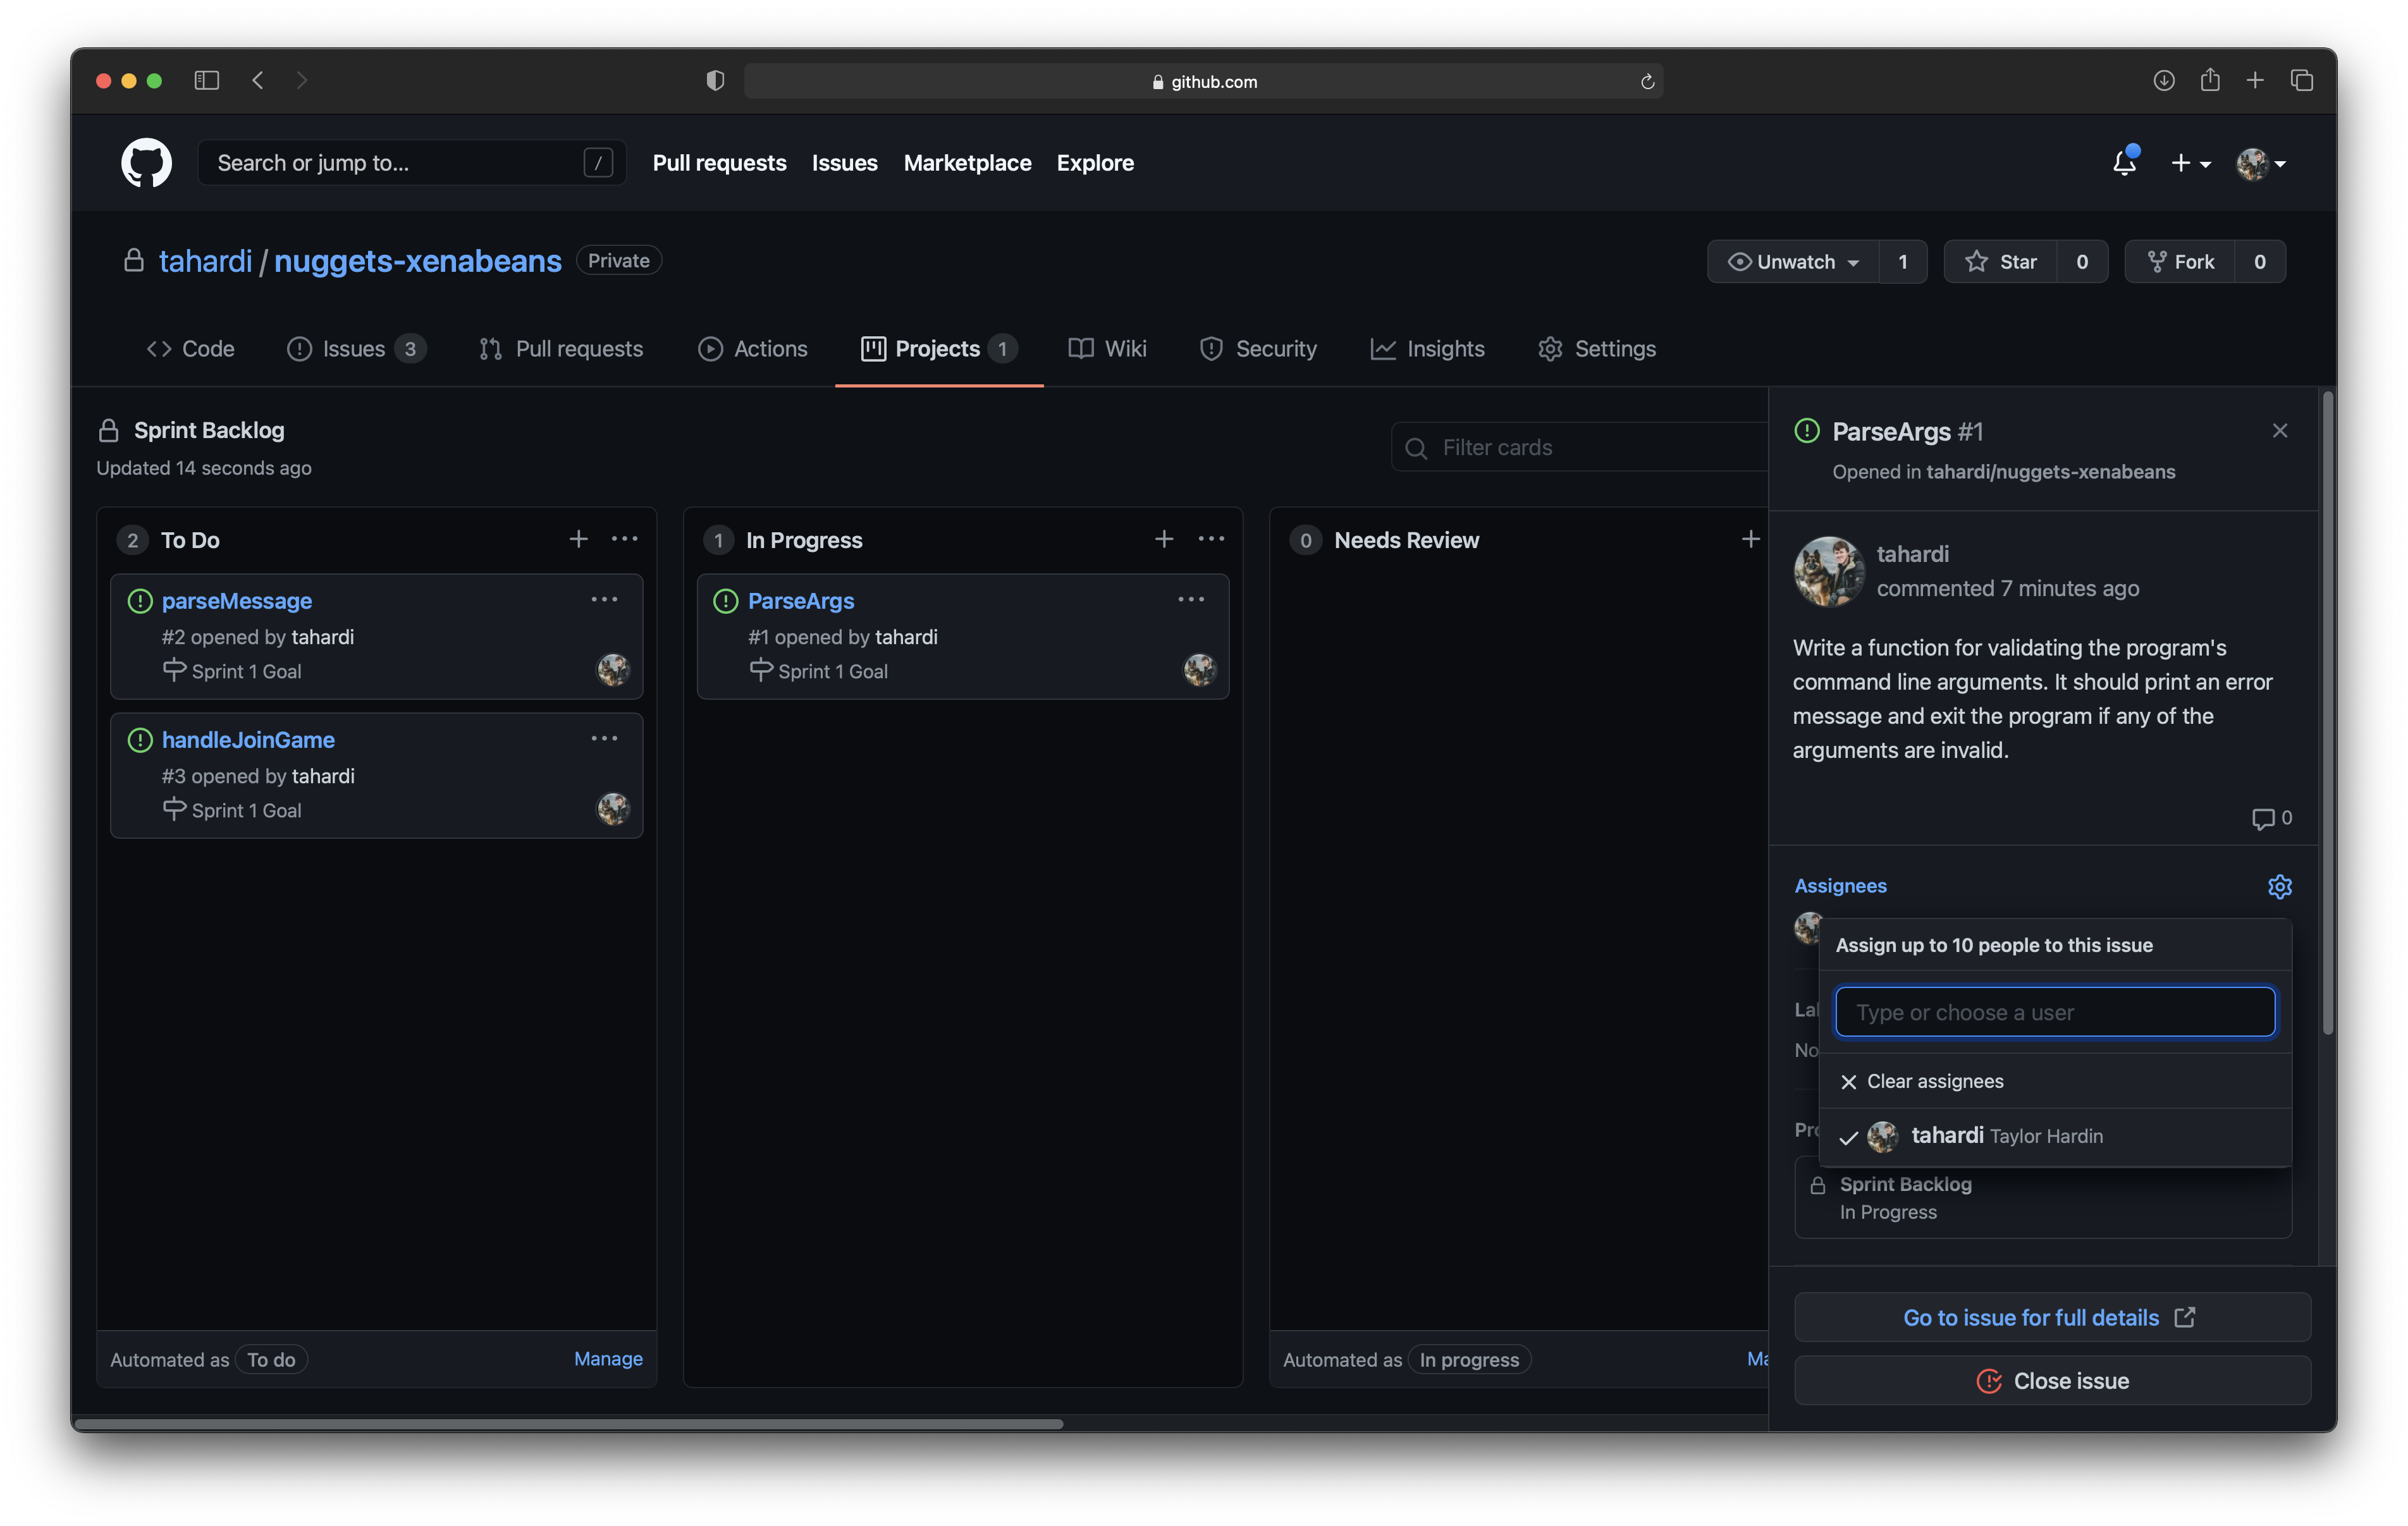 github.com
Search or jump to...
/
Pull requests
Issues
Marketplace
Explore
tahardi / nuggets-xenabeans
Private
Unwatch
1
Star
0
Fork
0
Code
Issues 3
Pull requests
Actions
Projects 1
Wiki
Security
Insights
Settings
Sprint Backlog
Updated 14 seconds ago
Filter cards
2 To Do
parseMessage
#2 opened by tahardi
Sprint 1 Goal
handleJoinGame
#3 opened by tahardi
Sprint 1 Goal
Automated as To do
Manage
1 In Progress
ParseArgs
#1 opened by tahardi
Sprint 1 Goal
0 Needs Review
Automated as In progress
Ma
ParseArgs #1
Opened in tahardi/nuggets-xenabeans
tahardi
commented 7 minutes ago
Write a function for validating the program's
command line arguments. It should print an error
message and exit the program if any of the
arguments are invalid.
0
Assignees
Assign up to 10 people to this issue
Lal
Type or choose a user
No
Clear assignees
Pro
tahardi Taylor Hardin
Sprint Backlog
In Progress
Go to issue for full details
Close issue